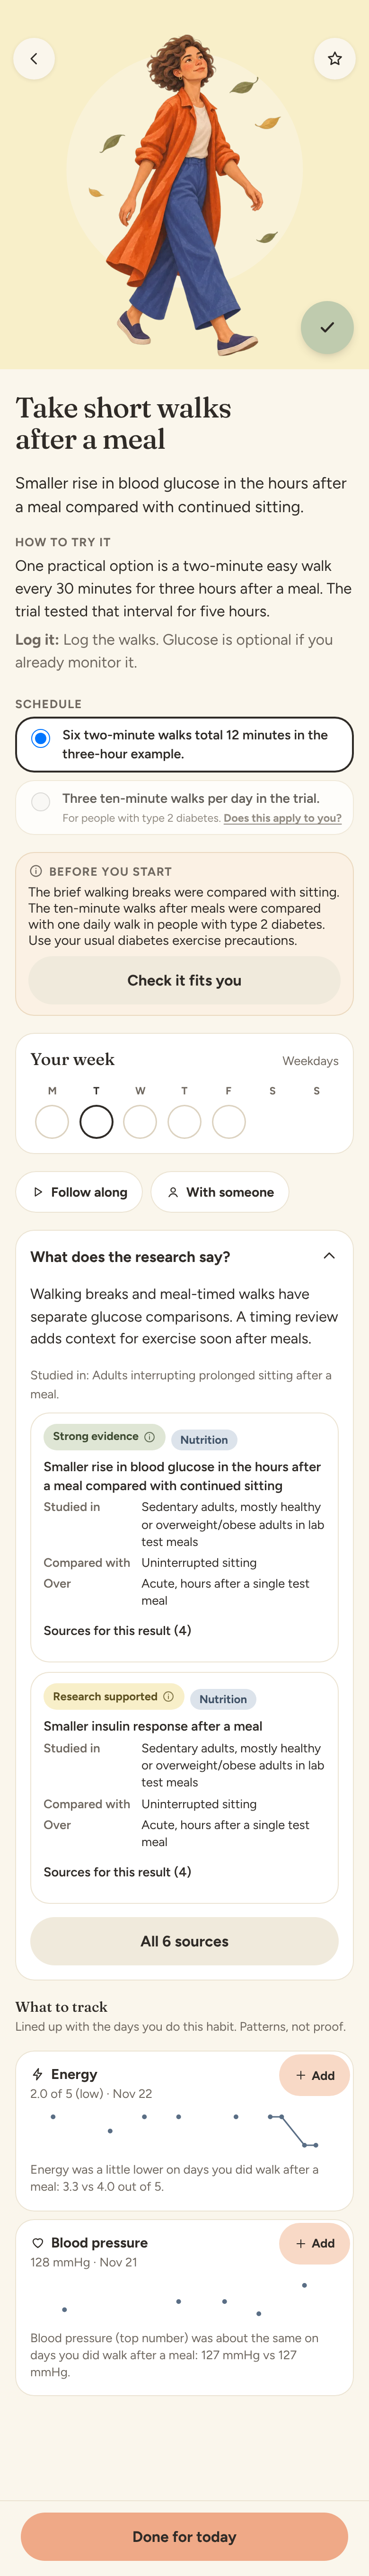 Take short walks
after a meal
Smaller rise in blood glucose in the hours after
a meal compared with continued sitting.
HOW TO TRY IT
One practical option is a two-minute easy walk
every 30 minutes for three hours after a meal. The
trial tested that interval for five hours.
Log it: Log the walks. Glucose is optional if you
already monitor it.
SCHEDULE
Six two-minute walks total 12 minutes in the
three-hour example.
Three ten-minute walks per day in the trial.
For people with type 2 diabetes. Does this apply to you?
BEFORE YOU START
The brief walking breaks were compared with sitting.
The ten-minute walks after meals were compared
with one daily walk in people with type 2 diabetes.
Use your usual diabetes exercise precautions.
Check it fits you
Your week Weekdays
M T W T F S S
Follow along With someone
What does the research say?
Walking breaks and meal-timed walks have
separate glucose comparisons. A timing review
adds context for exercise soon after meals.
Studied in: Adults interrupting prolonged sitting after a
meal.
Strong evidence Nutrition
Smaller rise in blood glucose in the hours after
a meal compared with continued sitting
Studied in Sedentary adults, mostly healthy
or overweight/obese adults in lab
test meals
Compared with Uninterrupted sitting
Over Acute, hours after a single test
meal
Sources for this result (4)
Research supported Nutrition
Smaller insulin response after a meal
Studied in Sedentary adults, mostly healthy
or overweight/obese adults in lab
test meals
Compared with Uninterrupted sitting
Over Acute, hours after a single test
meal
Sources for this result (4)
All 6 sources
What to track
Lined up with the days you do this habit. Patterns, not proof.
Energy + Add
2.0 of 5 (low) · Nov 22
Energy was a little lower on days you did walk after a
meal: 3.3 vs 4.0 out of 5.
Blood pressure + Add
128 mmHg · Nov 21
Blood pressure (top number) was about the same on
days you did walk after a meal: 127 mmHg vs 127
mmHg.
Done for today